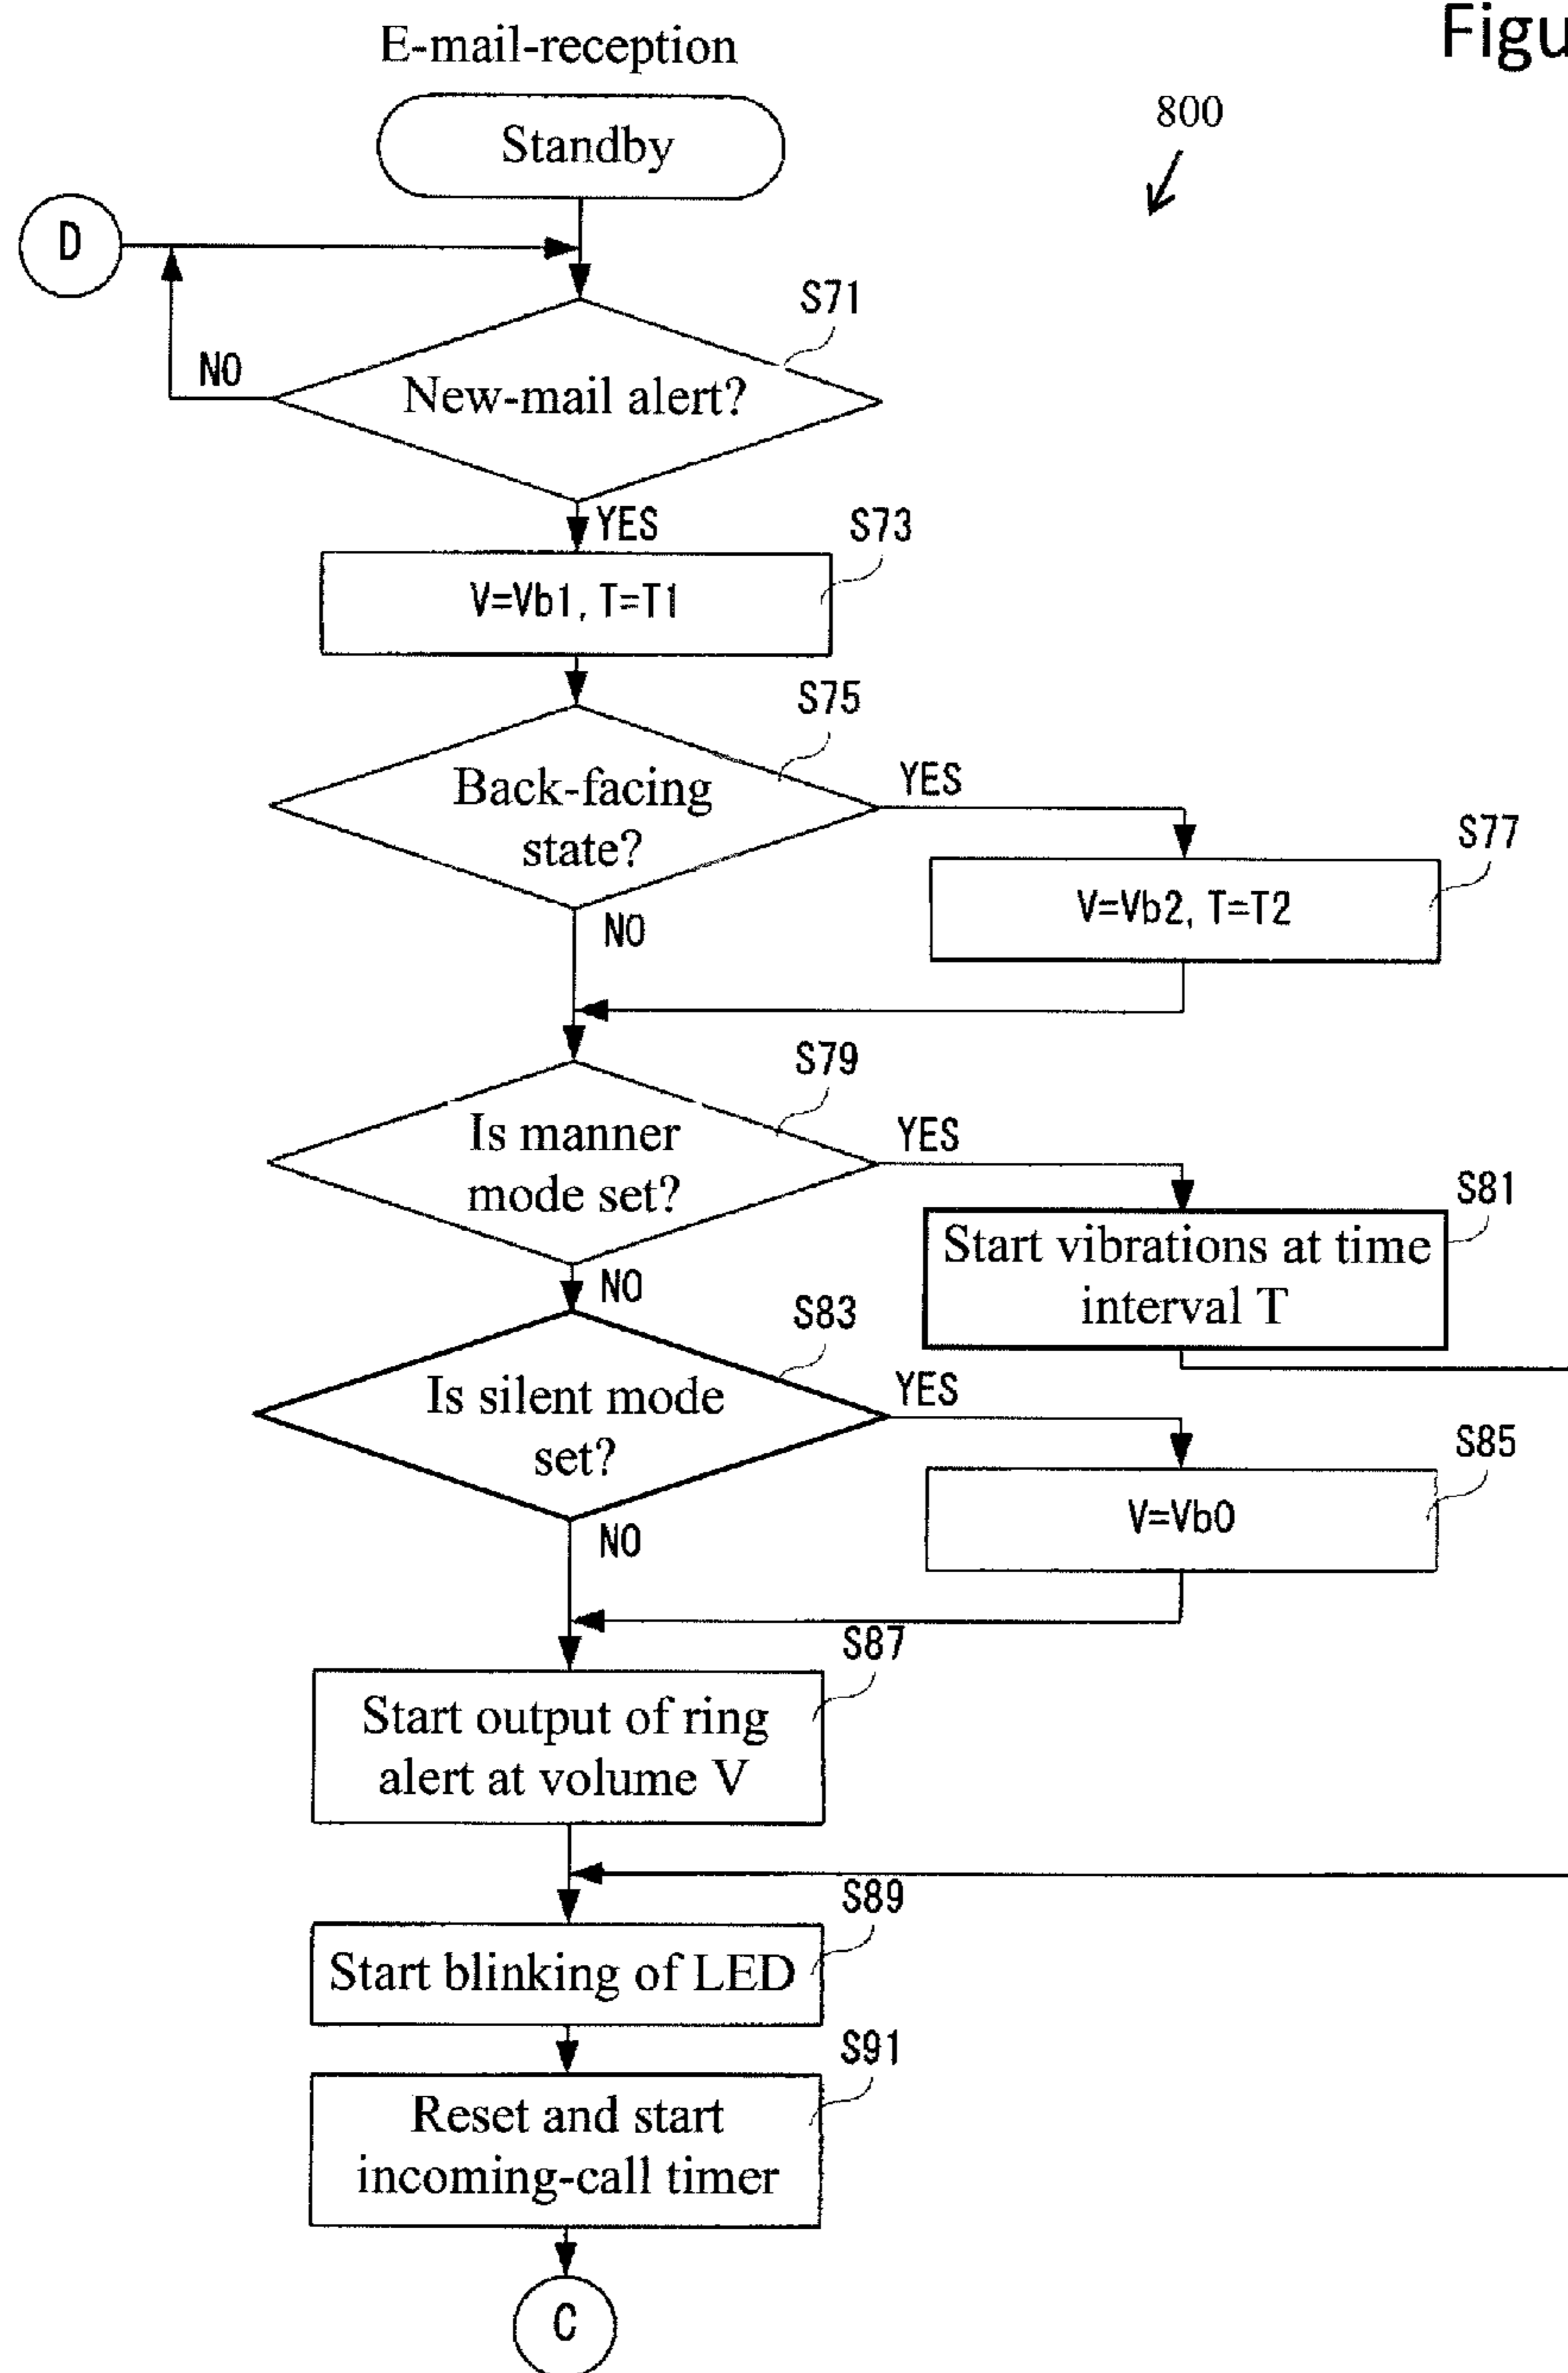 Figu
E-mail-reception
800
Standby
D
S71
New-mail alert?
NO
YES
S73
V=Vb1, T=T1
S75
Back-facing
state?
YES
S77
V=Vb2, T=T2
NO
S79
Is manner
mode set?
YES
S81
Start vibrations at time
interval T
NO
S83
Is silent mode
set?
YES
S85
V=Vb0
NO
S87
Start output of ring
alert at volume V
S89
Start blinking of LED
S91
Reset and start
incoming-call timer
C